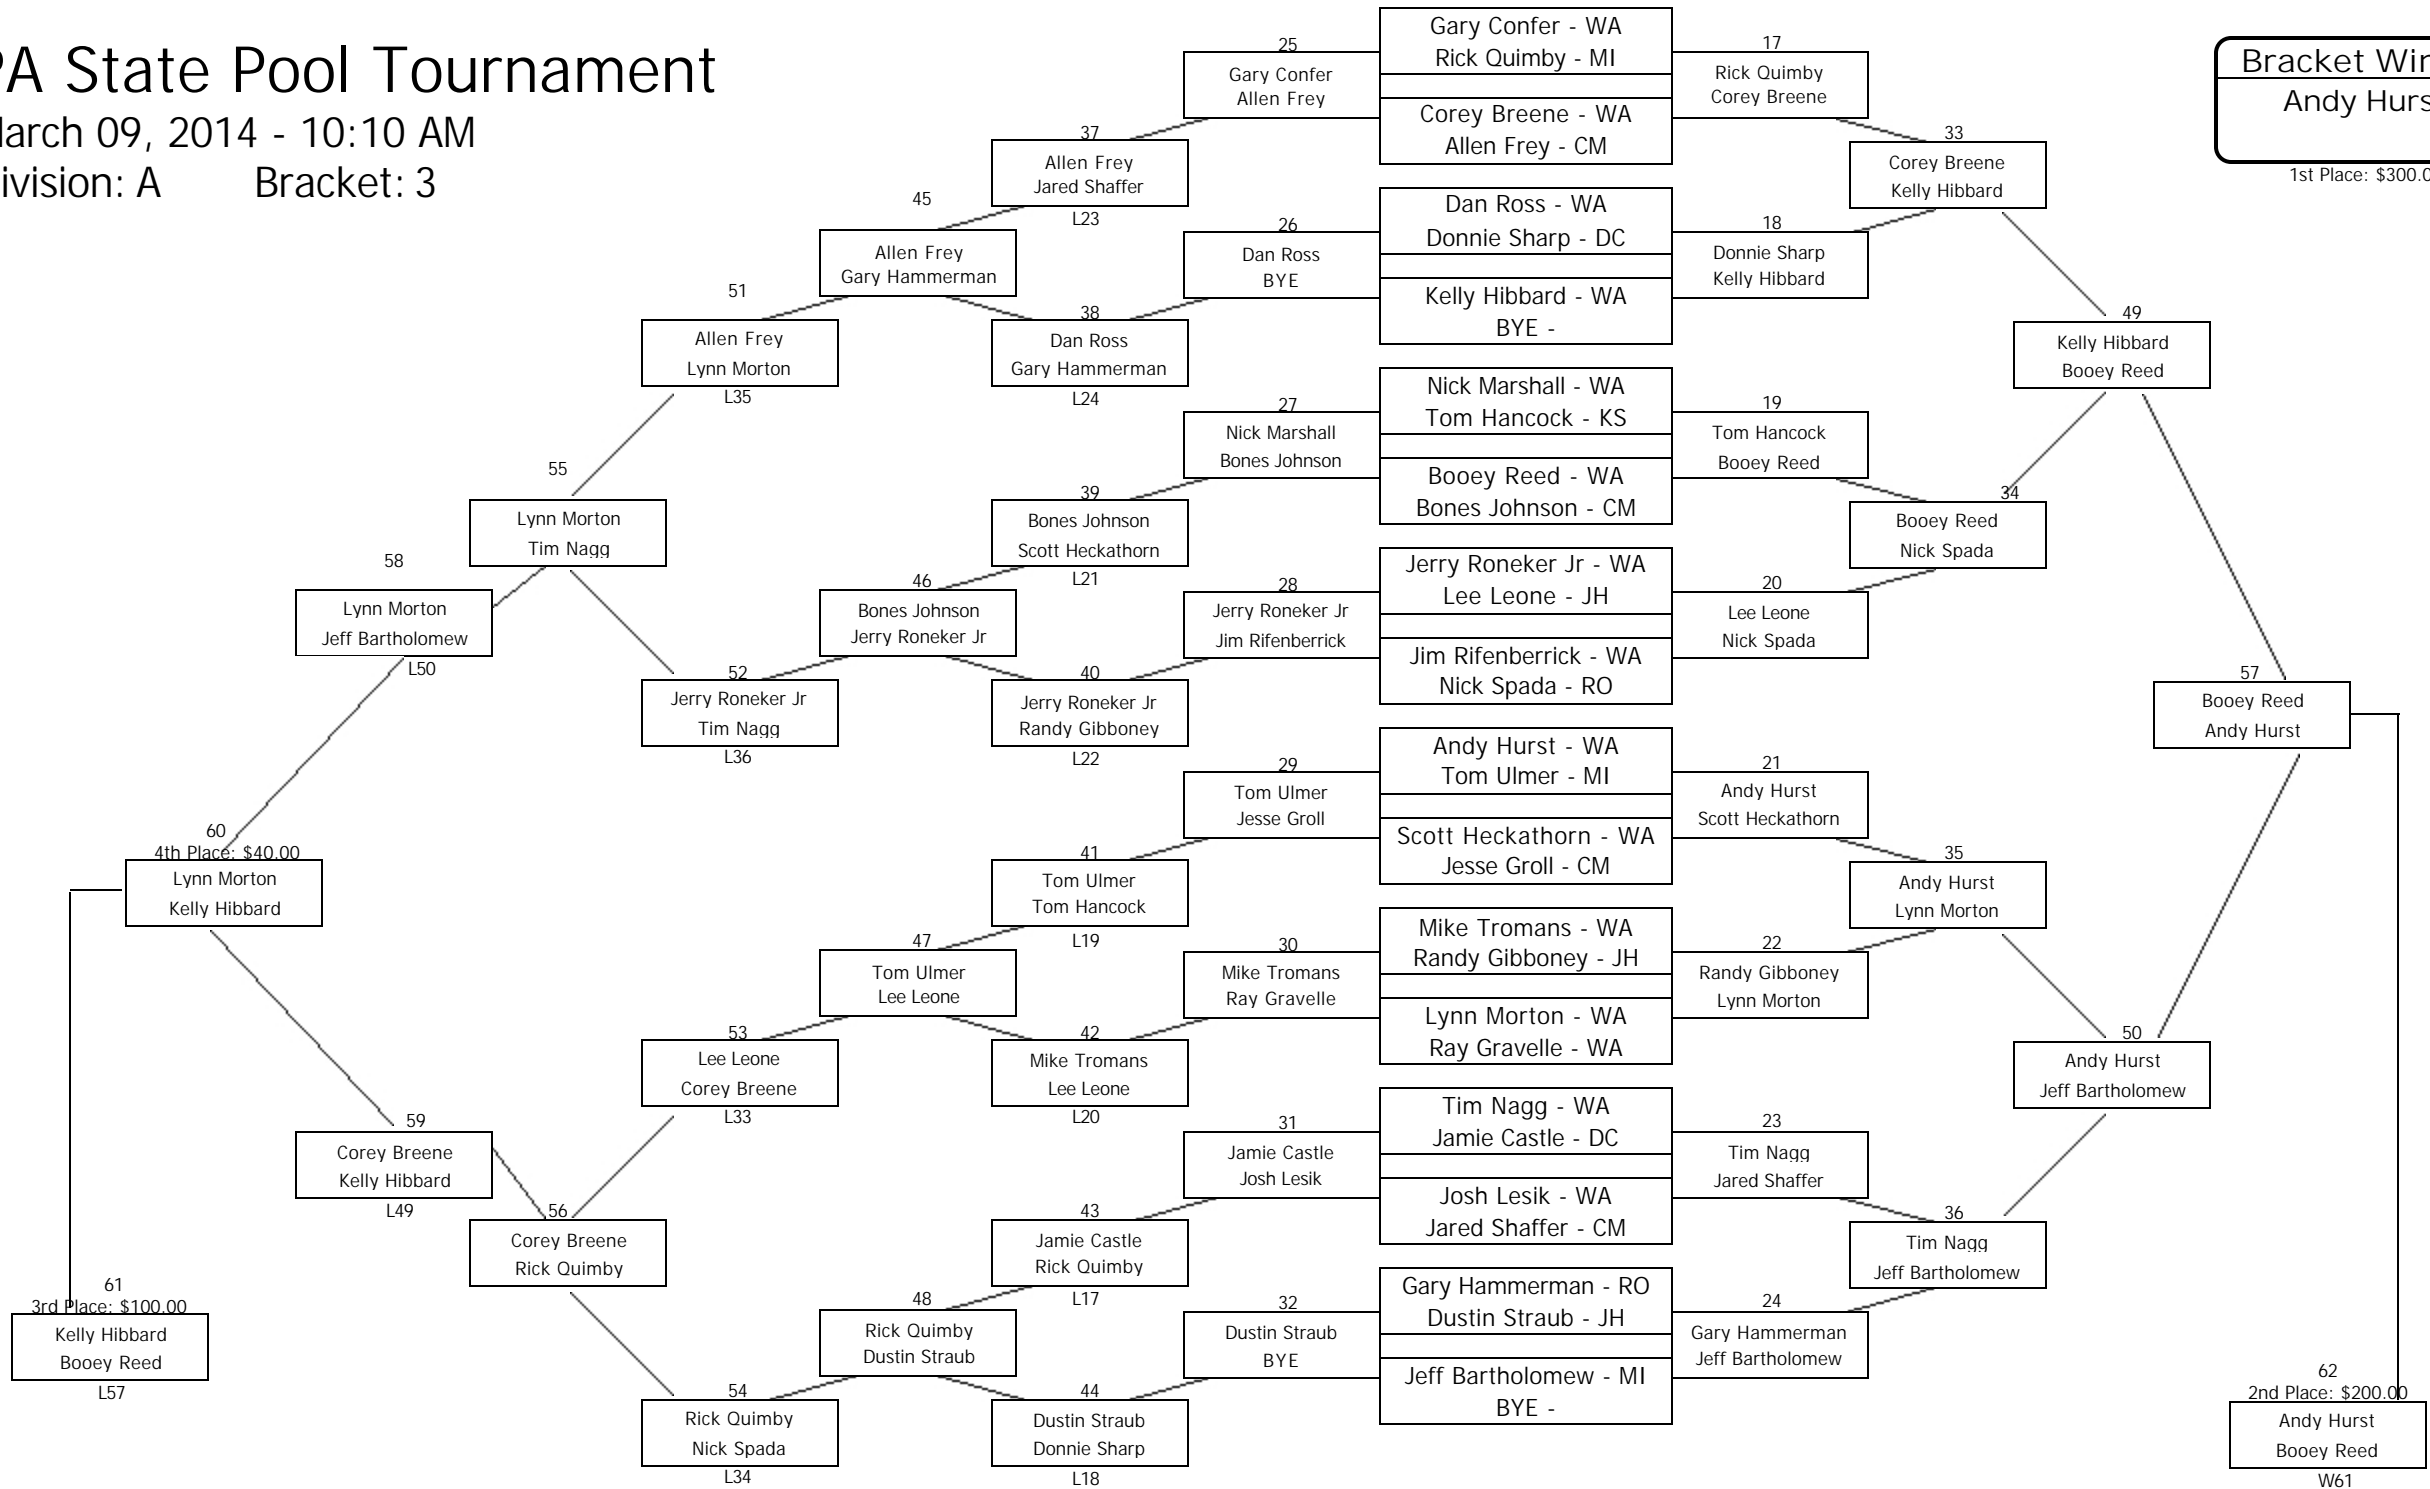 PA State Pool Tournament
March 09, 2014 - 10:10 AM
Division: A Bracket: 3
Bracket Win
Andy Hurs
1st Place: $300.0
Gary Confer - WA
Rick Quimby - MI
Corey Breene - WA
Allen Frey - CM
Dan Ross - WA
Donnie Sharp - DC
Kelly Hibbard - WA
BYE -
Nick Marshall - WA
Tom Hancock - KS
Booey Reed - WA
Bones Johnson - CM
Jerry Roneker Jr - WA
Lee Leone - JH
Jim Rifenberrick - WA
Nick Spada - RO
Andy Hurst - WA
Tom Ulmer - MI
Scott Heckathorn - WA
Jesse Groll - CM
Mike Tromans - WA
Randy Gibboney - JH
Lynn Morton - WA
Ray Gravelle - WA
Tim Nagg - WA
Jamie Castle - DC
Josh Lesik - WA
Jared Shaffer - CM
Gary Hammerman - RO
Dustin Straub - JH
Jeff Bartholomew - MI
BYE -
17
Rick Quimby
Corey Breene
18
Donnie Sharp
Kelly Hibbard
19
Tom Hancock
Booey Reed
20
Lee Leone
Nick Spada
21
Andy Hurst
Scott Heckathorn
22
Randy Gibboney
Lynn Morton
23
Tim Nagg
Jared Shaffer
24
Gary Hammerman
Jeff Bartholomew
25
Gary Confer
Allen Frey
26
Dan Ross
BYE
27
Nick Marshall
Bones Johnson
28
Jerry Roneker Jr
Jim Rifenberrick
29
Tom Ulmer
Jesse Groll
30
Mike Tromans
Ray Gravelle
31
Jamie Castle
Josh Lesik
32
Dustin Straub
BYE
33
Corey Breene
Kelly Hibbard
34
Booey Reed
Nick Spada
35
Andy Hurst
Lynn Morton
36
Tim Nagg
Jeff Bartholomew
37
Allen Frey
Jared Shaffer
L23
38
Dan Ross
Gary Hammerman
L24
39
Bones Johnson
Scott Heckathorn
L21
40
Jerry Roneker Jr
Randy Gibboney
L22
41
Tom Ulmer
Tom Hancock
L19
42
Mike Tromans
Lee Leone
L20
43
Jamie Castle
Rick Quimby
L17
44
Dustin Straub
Donnie Sharp
L18
45
Allen Frey
Gary Hammerman
46
Bones Johnson
Jerry Roneker Jr
47
Tom Ulmer
Lee Leone
48
Rick Quimby
Dustin Straub
49
Kelly Hibbard
Booey Reed
50
Andy Hurst
Jeff Bartholomew
51
Allen Frey
Lynn Morton
L35
52
Jerry Roneker Jr
Tim Nagg
L36
53
Lee Leone
Corey Breene
L33
54
Rick Quimby
Nick Spada
L34
55
Lynn Morton
Tim Nagg
56
Corey Breene
Rick Quimby
57
Booey Reed
Andy Hurst
58
Lynn Morton
Jeff Bartholomew
L50
59
Corey Breene
Kelly Hibbard
L49
60
4th Place: $40.00
Lynn Morton
Kelly Hibbard
61
3rd Place: $100.00
Kelly Hibbard
Booey Reed
L57
62
2nd Place: $200.00
Andy Hurst
Booey Reed
W61